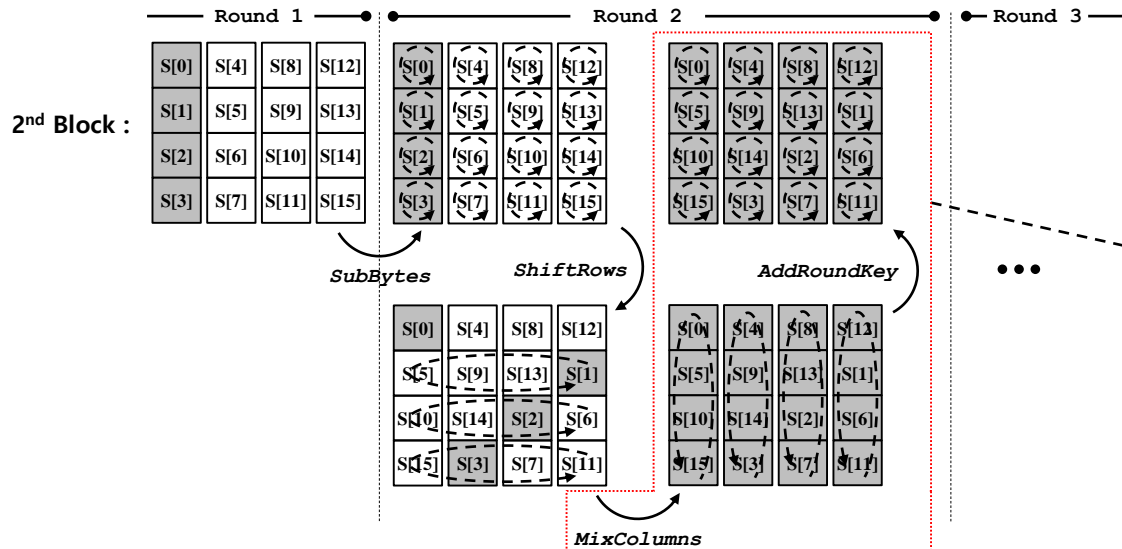 Round 1 Round 2 Round 3
S[0] S[4] S[8] S[12] S[0] S[4] S[8] S[12] S[0] S[4] S[8] S[12]
S[1] S[5] S[9] S[13] S[1] S[5] S[9] S[13] S[5] S[9] S[13] S[1]
2nd Block :
S[2] S[6] S[10] S[14] S[2] S[6] S[10] S[14] S[10] S[14] S[2] S[6]
S[3] S[7] S[11] S[15] S[3] S[7] S[11] S[15] S[15] S[3] S[7] S[11]
SubBytes ShiftRows AddRoundKey
S[0] S[4] S[8] S[12] S[0] S[4] S[8] S[12]
S[5] S[9] S[13] S[1] S[5] S[9] S[13] S[1]
S[10] S[14] S[2] S[6] S[10] S[14] S[2] S[6]
S[15] S[3] S[7] S[11] S[15] S[3] S[7] S[11]
MixColumns